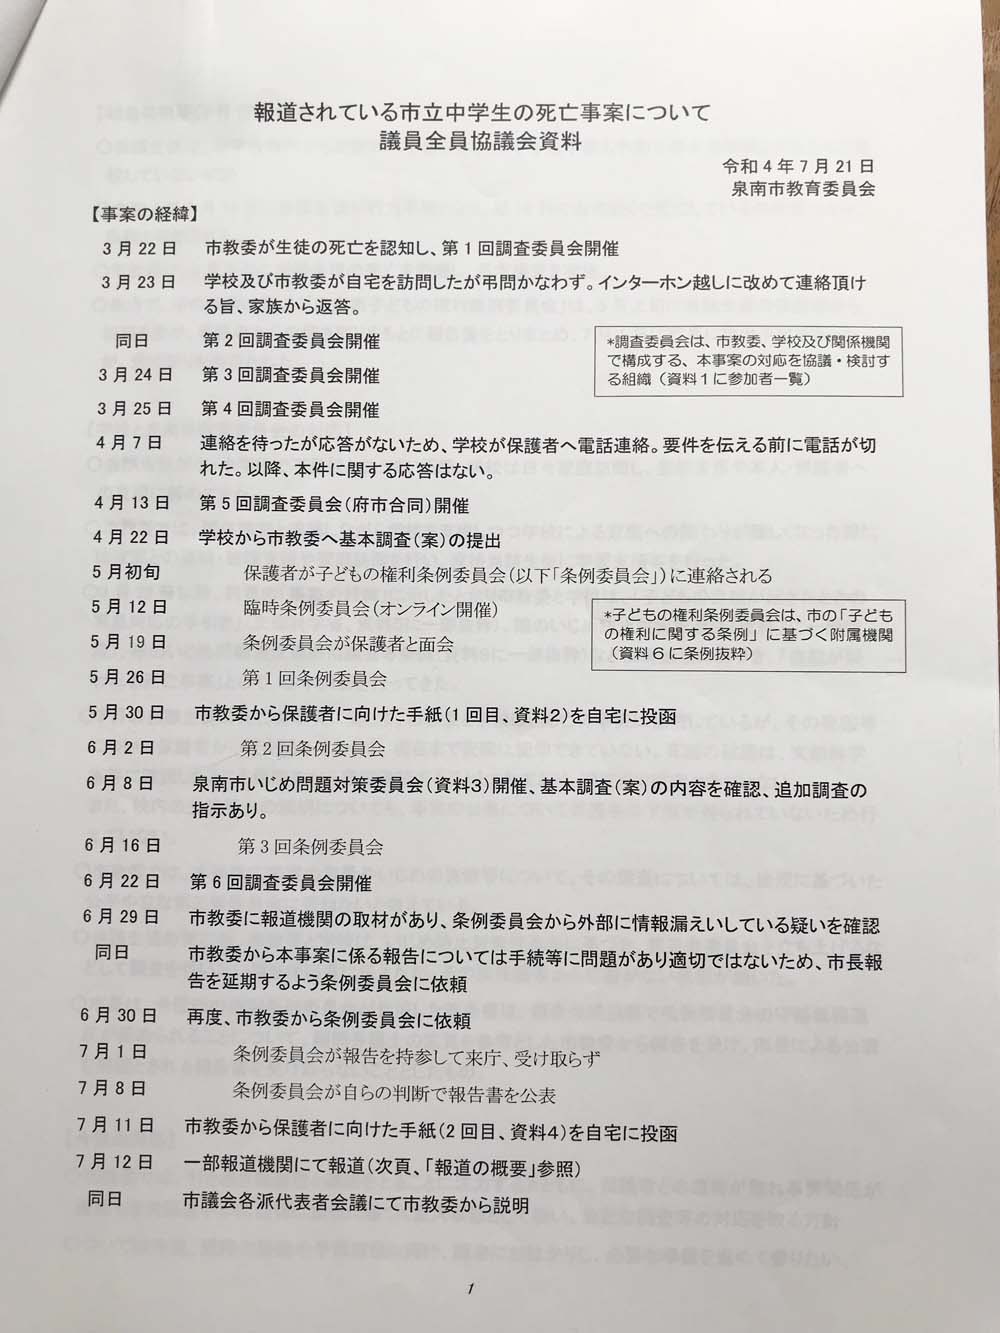 報道されている市立中学生の死亡事案について
議員全員協議会資料
令和４年７月21日
泉南市教育委員会
【事案の経緯】
３月22日 市教委が生徒の死亡を認知し、第１回調査委員会開催
３月23日 学校及び市教委が自宅を訪問したが弔問かなわず。インターホン越しに改めて連絡頂け
る旨、家族から返答。
同日 第２回調査委員会開催
３月24日 第３回調査委員会開催
３月25日 第４回調査委員会開催
*調査委員会は、市教委、学校及び関係機関
で構成する、本事案の対応を協議・検討す
る組織（資料１に参加者一覧）
４月７日 連絡を待ったが応答がないため、学校が保護者へ電話連絡。要件を伝える前に電話が切
れた。以降、本件に関する応答はない。
４月13日 第５回調査委員会（府市合同）開催
４月22日 学校から市教委へ基本調査（案）の提出
５月初旬 保護者が子どもの権利条例委員会（以下「条例委員会」）に連絡される
５月12日 臨時条例委員会（オンライン開催）
５月19日 条例委員会が保護者と面会
５月26日 第１回条例委員会
*子どもの権利条例委員会は、市の「子ども
の権利に関する条例」に基づく附属機関
（資料６に条例抜粋）
５月30日 市教委から保護者に向けた手紙（１回目、資料２）を自宅に投函
６月２日 第２回条例委員会
６月８日 泉南市いじめ問題対策委員会（資料３）開催、基本調査（案）の内容を確認、追加調査の
指示あり。
６月16日 第３回条例委員会
６月22日 第６回調査委員会開催
６月29日 市教委に報道機関の取材があり、条例委員会から外部に情報漏えいしている疑いを確認
同日 市教委から本事案に係る報告については手続等に問題があり適切ではないため、市長報
告を延期するよう条例委員会に依頼
６月30日 再度、市教委から条例委員会に依頼
７月１日 条例委員会が報告を持参して来庁、受け取らず
７月８日 条例委員会が自らの判断で報告書を公表
７月11日 市教委から保護者に向けた手紙（２回目、資料４）を自宅に投函
７月12日 一部報道機関にて報道（次頁、「報道の概要」参照）
同日 市議会各派代表者会議にて市教委から説明
1